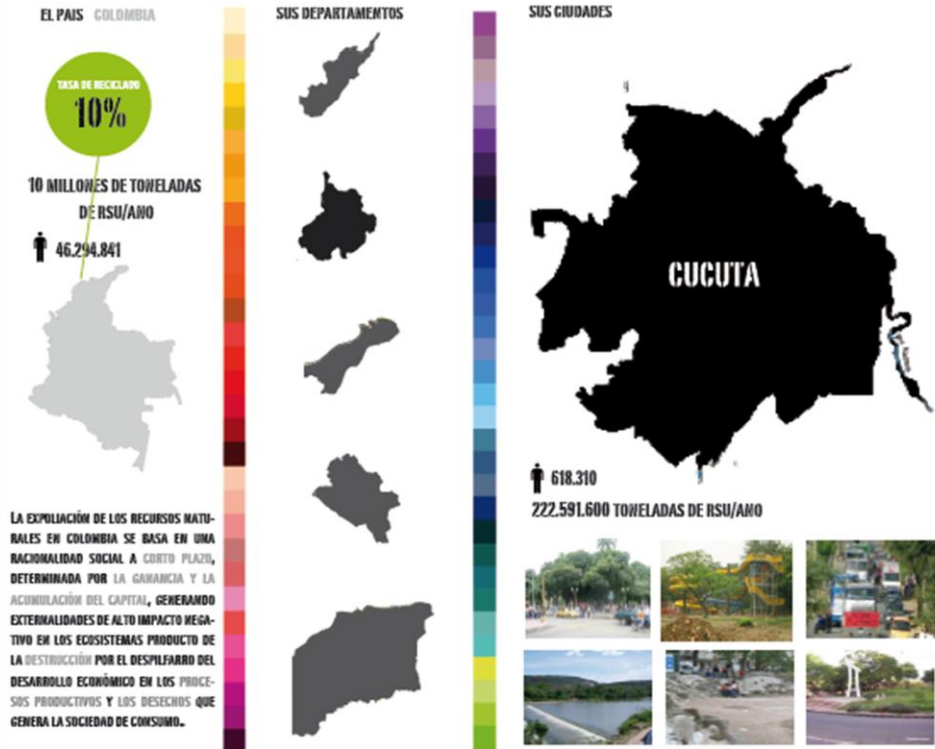 EL PAIS COLOMBIA
TASA DE RECICLADO
10%
10 MILLONES DE TONELADAS
DE RSU/ANO
46.294.841
LA EXPOLIACIÓN DE LOS RECURSOS NATU-
RALES EN COLOMBIA SE BASA EN UNA
RACIONALIDAD SOCIAL A CORTO PLAZO,
DETERMINADA POR LA GANANCIA Y LA
ACUMULACIÓN DEL CAPITAL, GENERANDO
EXTERNALIDADES DE ALTO IMPACTO NEGA-
TIVO EN LOS ECOSISTEMAS PRODUCTO DE
LA DESTRUCCIÓN POR EL DESPILFARRO DEL
DESARROLLO ECONÓMICO EN LOS PROCE-
SOS PRODUCTIVOS Y LOS DESECHOS QUE
GENERA LA SOCIEDAD DE CONSUMO..
SUS DEPARTAMENTOS
SUS CIUDADES
CUCUTA
618.310
222.591.600 TONELADAS DE RSU/ANO